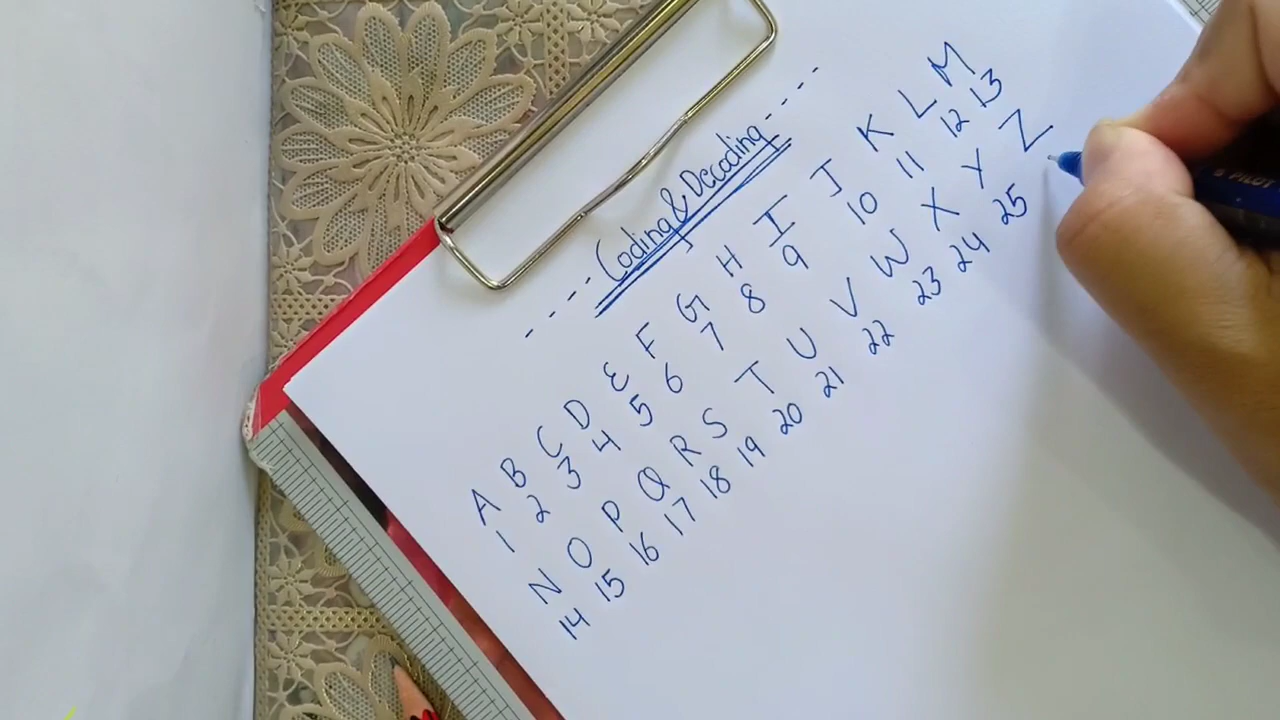 ----Coding & Decoding----
A B C D E F G H I J K L M
1 2 3 4 5 6 7 8 9 10 11 12 13
N O P Q R S T U V W X Y Z
14 15 16 17 18 19 20 21 22 23 24 25
PILOT